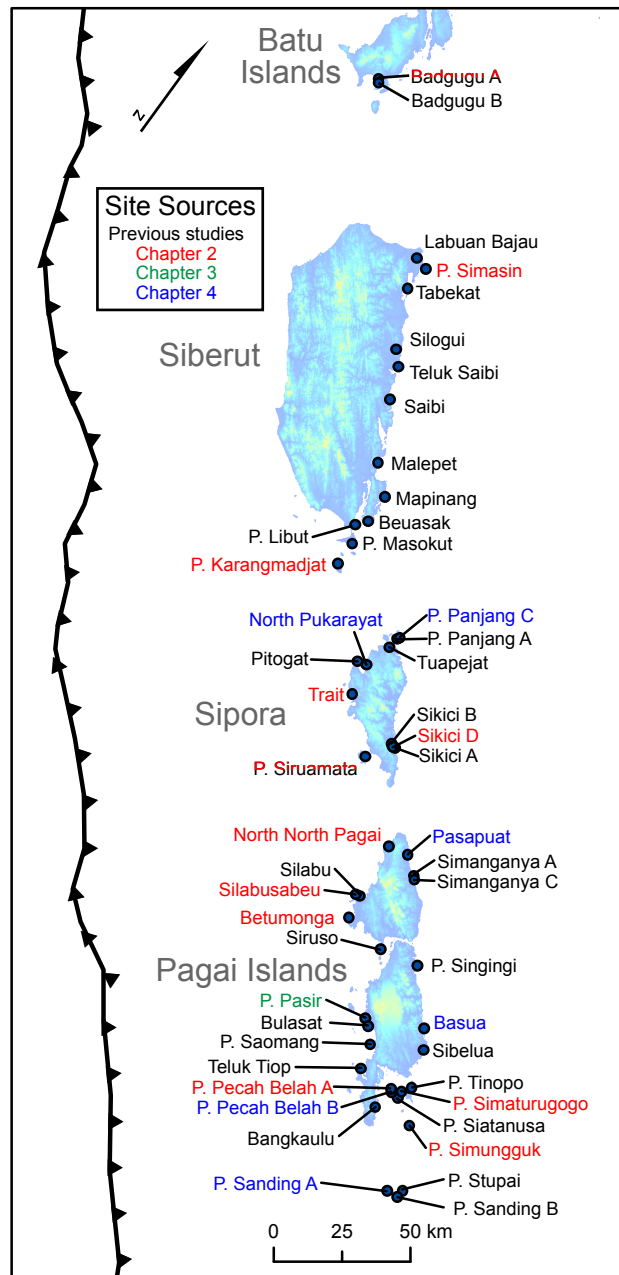 Batu
Islands
Badgugu A
Badgugu B
N
Site Sources
Previous studies
Chapter 2
Chapter 3
Chapter 4
Labuan Bajau
P. Simasin
Tabekat
Siberut
Silogui
Teluk Saibi
Saibi
Malepet
Mapinang
Beuasak
P. Libut
P. Masokut
P. Karangmadjat
North Pukarayat
P. Panjang C
P. Panjang A
Pitogat
Tuapejat
Trait
Sipora
Sikici B
Sikici D
Sikici A
P. Siruamata
North North Pagai
Pasapuat
Silabu
Simanganya A
Simanganya C
Silabusabeu
Betumonga
Siruso
Pagai Islands
P. Singingi
P. Pasir
Bulasat
Basua
P. Saomang
Sibelua
Teluk Tiop
P. Tinopo
P. Pecah Belah A
P. Simaturugogo
P. Pecah Belah B
P. Siatanusa
Bangkaulu
P. Simungguk
P. Sanding A
P. Stupai
P. Sanding B
0 25 50 km